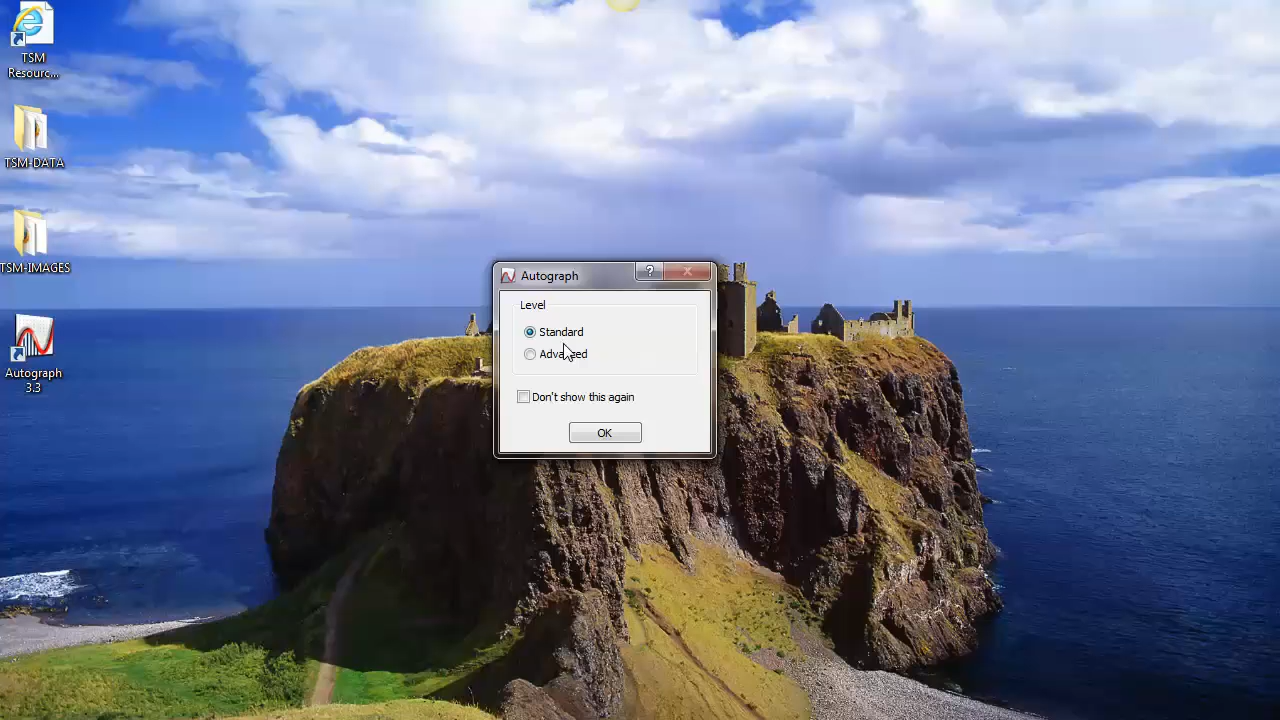 TSM
Resourc...
TSM-DATA
TSM-IMAGES
Autograph
3.3
Autograph
?
X
Level
Standard
Advanced
Don't show this again
OK